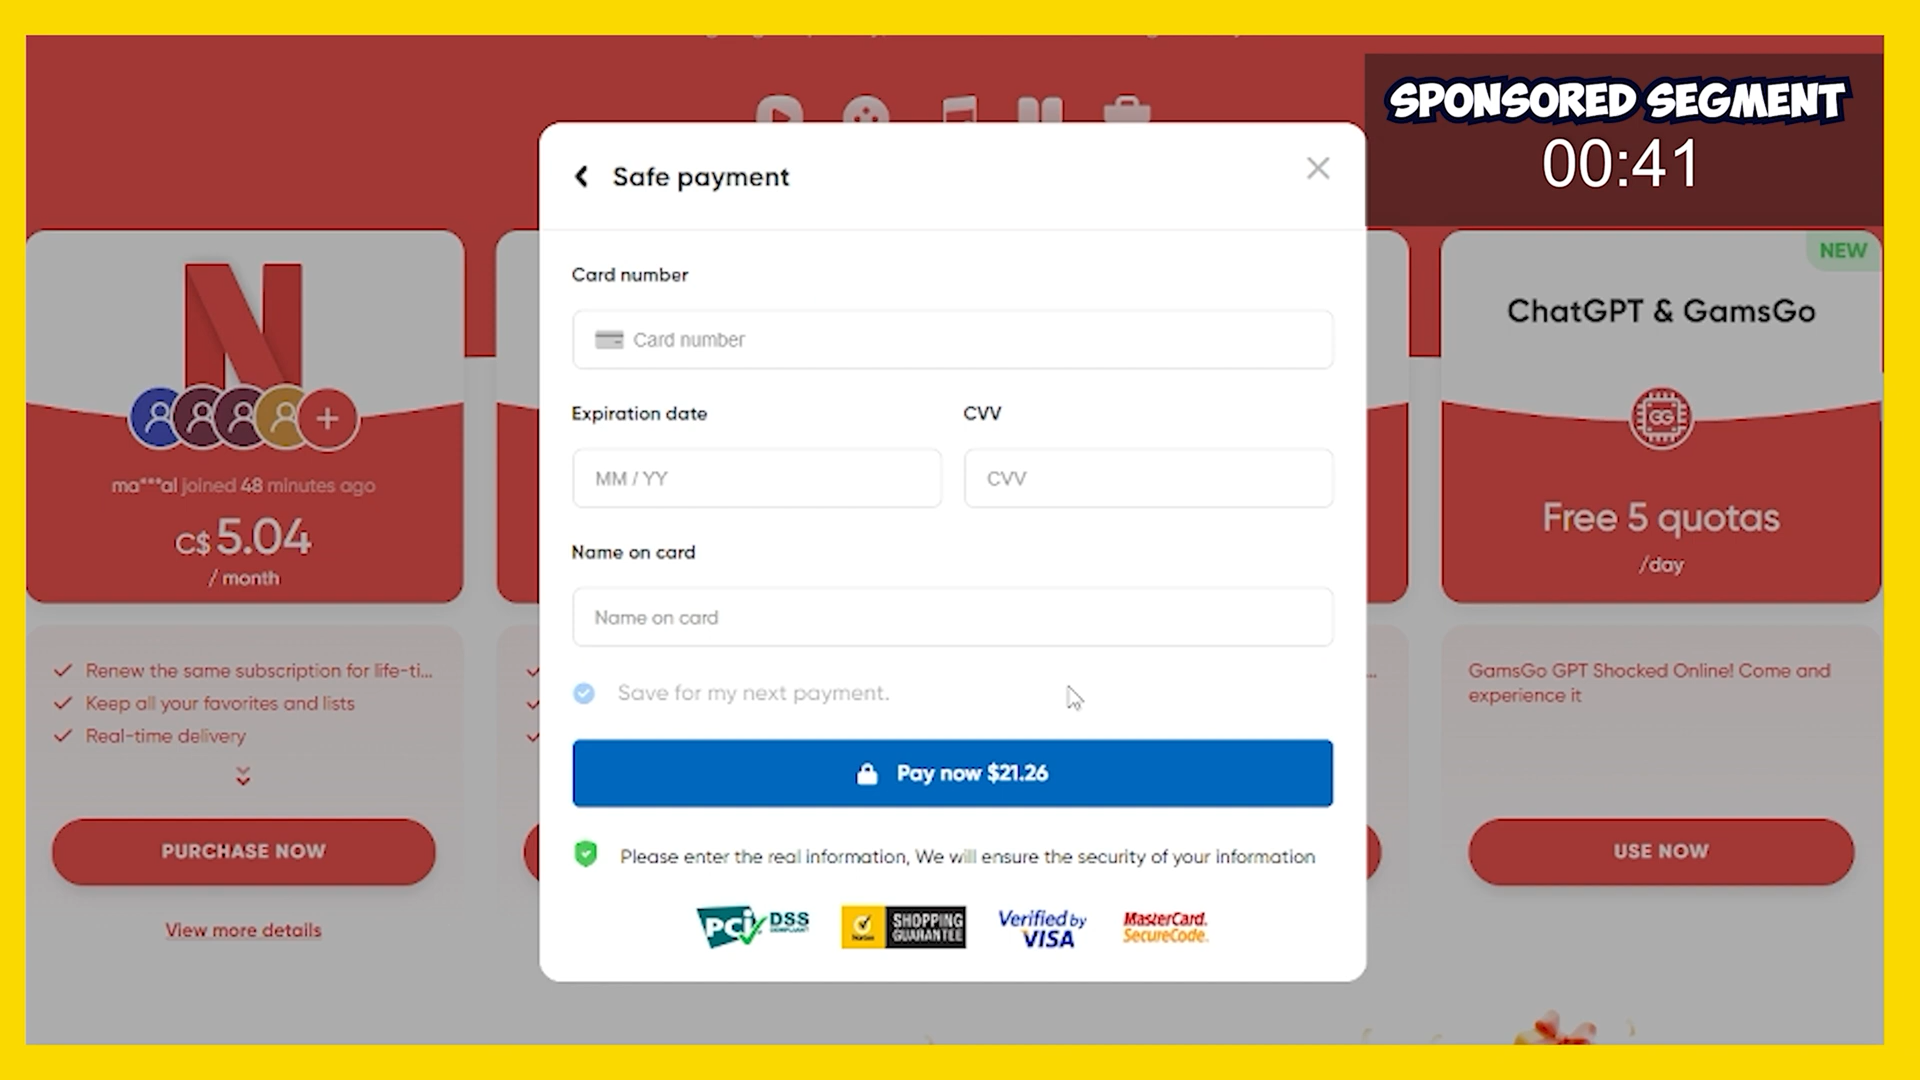 SPONSORED SEGMENT
00:41
Safe payment
Card number
Card number
Expiration date
CVV
MM / YY
CVV
Name on card
Name on card
Save for my next payment.
Pay now $21.26
Please enter the real information, We will ensure the security of your information
PCI DSS COMPLIANT
Norton SHOPPING GUARANTEE
Verified by VISA
MasterCard. SecureCode.
N
ma***al joined 48 minutes ago
C$ 5.04
/ month
Renew the same subscription for life-ti...
Keep all your favorites and lists
Real-time delivery
PURCHASE NOW
View more details
NEW
ChatGPT & GamsGo
GG
Free 5 quotas
/day
GamsGo GPT Shocked Online! Come and
experience it
USE NOW